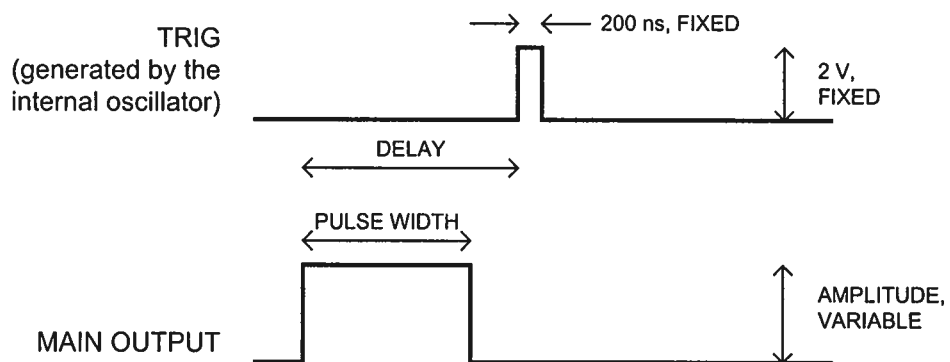 200 ns, FIXED
TRIG
(generated by the
internal oscillator)
2 V,
FIXED
DELAY
PULSE WIDTH
AMPLITUDE,
VARIABLE
MAIN OUTPUT